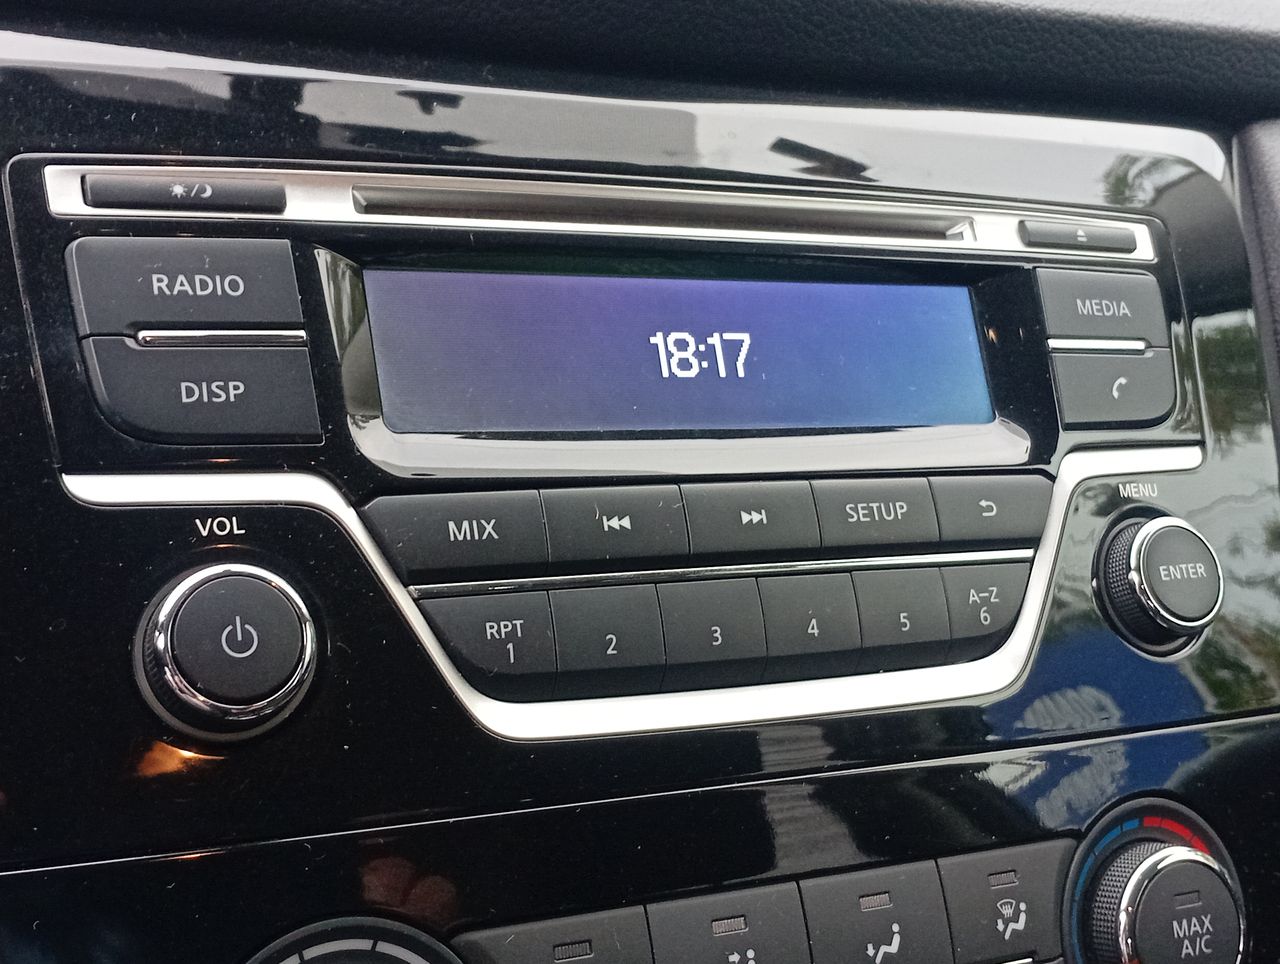 RADIO
DISP
18:17
MEDIA
VOL
MIX
SETUP
MENU
ENTER
RPT
1
2
3
4
5
A-Z
6
MAX
A/C